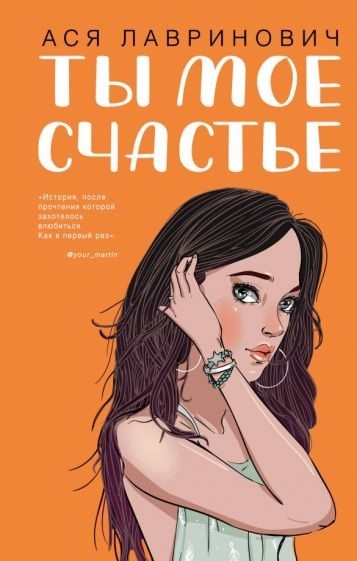 АСЯ ЛАВРИНОВИЧ
ТЫ МОЕ
СЧАСТЬЕ
«История, после
прочтения которой
захотелось
влюбиться.
Как в первый раз».
@your_martin